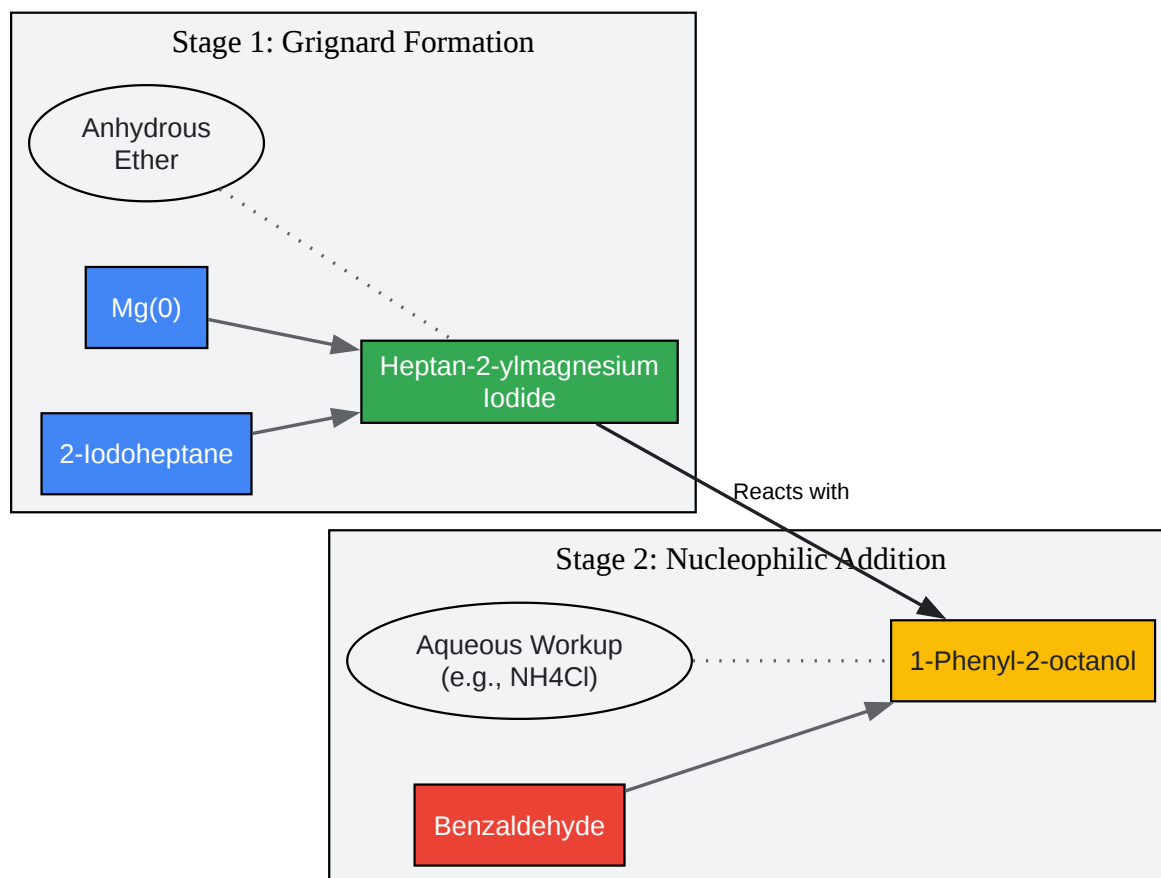 Stage 1: Grignard Formation
Anhydrous
Ether
Mg(0)
Heptan-2-ylmagnesium
Iodide
2-Iodoheptane
Reacts with
Stage 2: Nucleophilic Addition
Aqueous Workup
(e.g., NH4Cl)
1-Phenyl-2-octanol
Benzaldehyde